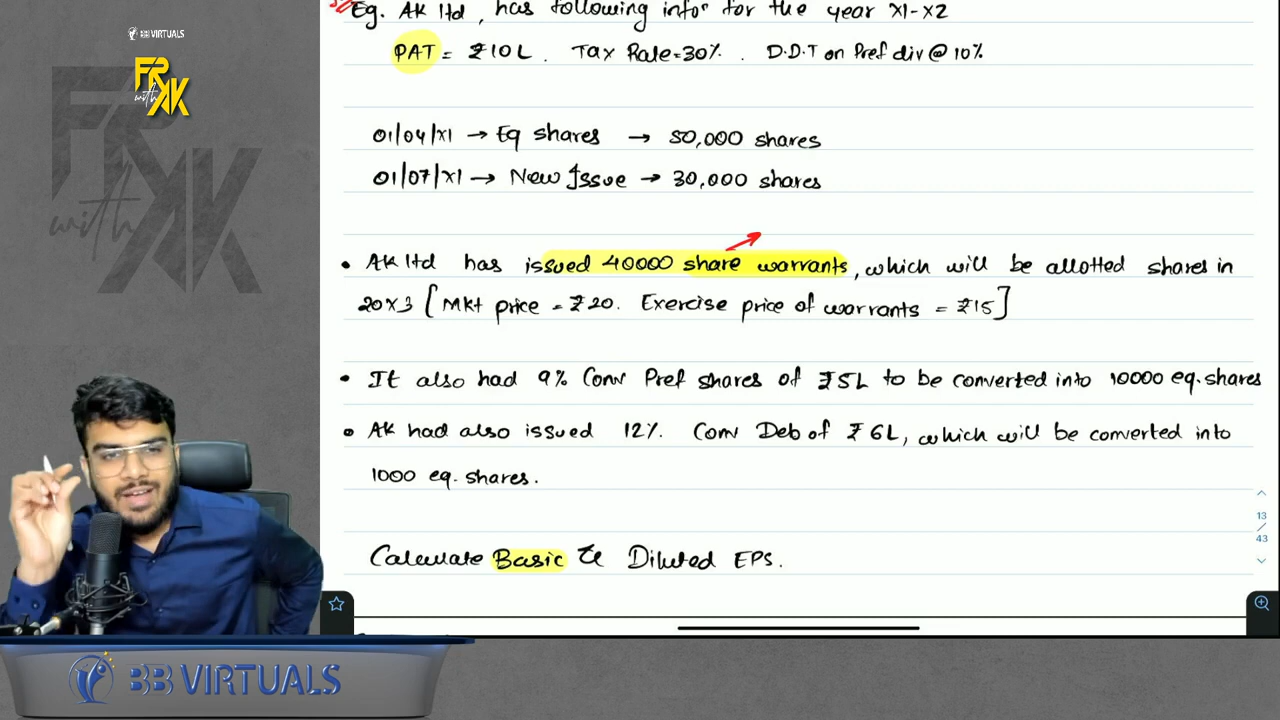 Eg. AK ltd, has following infoⁿ for the year X1-X2
BB VIRTUALS
PAT = ₹10L. Tax Rate=30%. D.D.T on Pref div @ 10%
FR
with
AK
01/04/X1 → Eq shares → 50,000 shares
01/07/X1 → New Issue → 30,000 shares
• AK ltd has issued 40000 share warrants, which will be allotted shares in
20X3 [Mkt price = ₹20. Exercise price of warrants = ₹15]
• It also had 9% Conv Pref shares of ₹5L to be converted into 10000 eq. shares
• AK had also issued 12%. Conv Deb of ₹6L, which will be converted into
1000 eq. shares.
13
/
43
Calculate Basic & Diluted EPS.
BB VIRTUALS